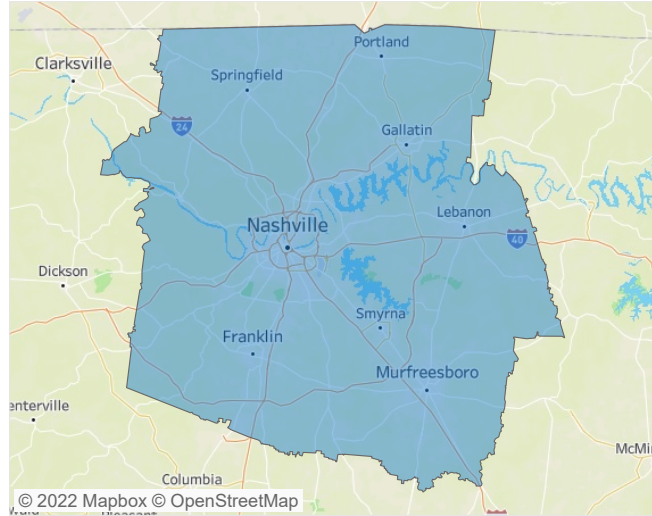 Portland
Clarksville
Springfield
24
Gallatin
Lebanon
Nashville
40
Dickson
Smyrna
Franklin
Murfreesboro
enterville
McMi
Columbia
© 2022 Mapbox © OpenStreetMap